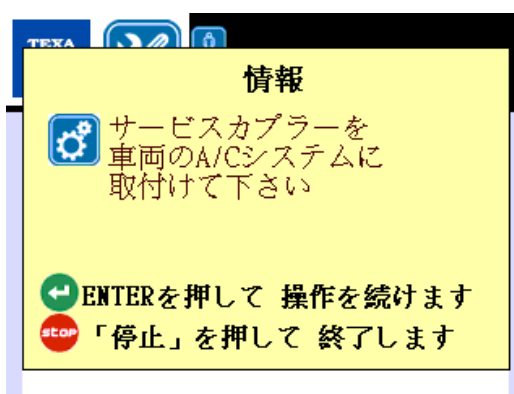 TEXA
情報
サービスカプラーを
車両のA/Cシステムに
取付けて下さい
ENTERを押して 操作を続けます
stop「停止」を押して 終了します